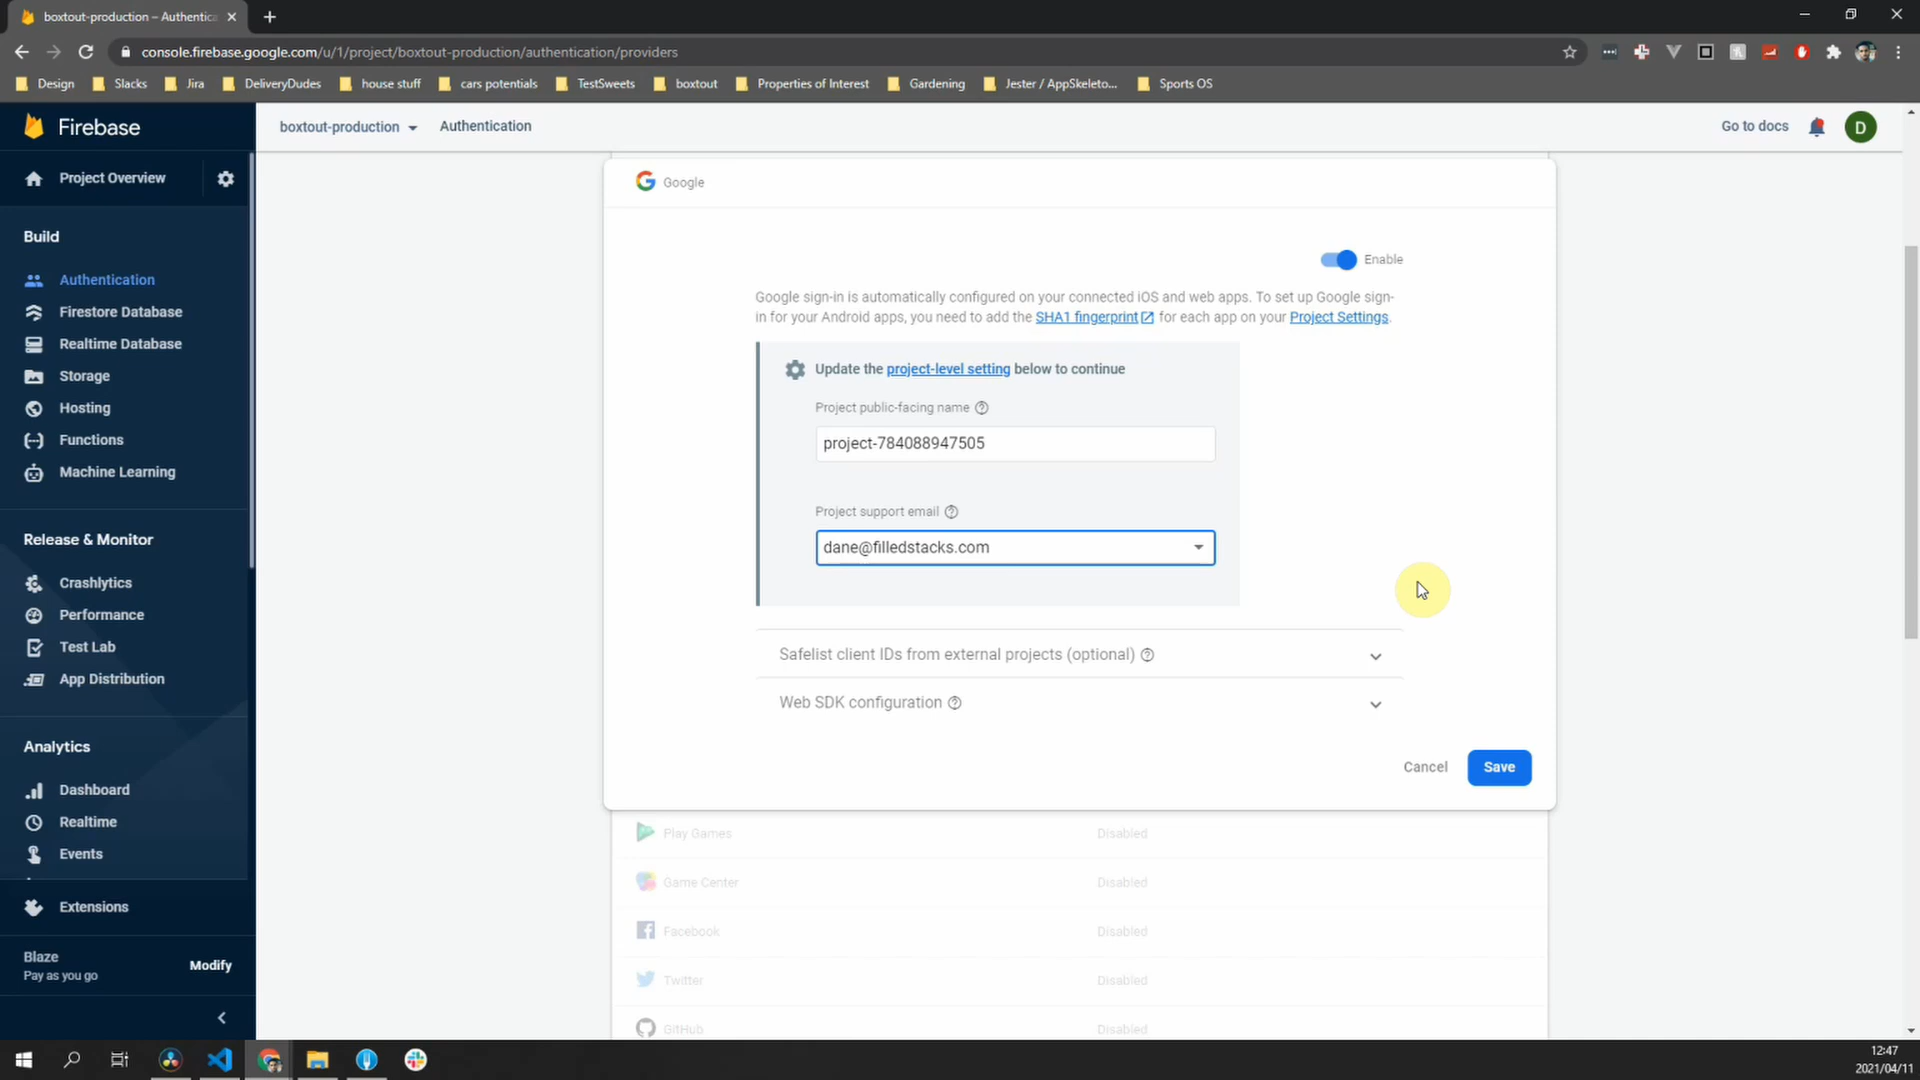 boxtout-production – Authentica
console.firebase.google.com/u/1/project/boxtout-production/authentication/providers
Design
Slacks
Jira
DeliveryDudes
house stuff
cars potentials
TestSweets
boxtout
Properties of Interest
Gardening
Jester / AppSkeleto...
Sports OS
Firebase
boxtout-production
Authentication
Go to docs
D
Project Overview
Build
Authentication
Firestore Database
Realtime Database
Storage
Hosting
Functions
Machine Learning
Release & Monitor
Crashlytics
Performance
Test Lab
App Distribution
Analytics
Dashboard
Realtime
Events
Extensions
Blaze
Pay as you go
Modify
Google
Enable
Google sign-in is automatically configured on your connected iOS and web apps. To set up Google sign-
in for your Android apps, you need to add the SHA1 fingerprint for each app on your Project Settings.
Update the project-level setting below to continue
Project public-facing name
project-784088947505
Project support email
dane@filledstacks.com
Safelist client IDs from external projects (optional)
Web SDK configuration
Cancel
Save
Play Games Disabled
Game Center Disabled
Facebook Disabled
Twitter Disabled
GitHub Disabled
12:47
2021/04/11